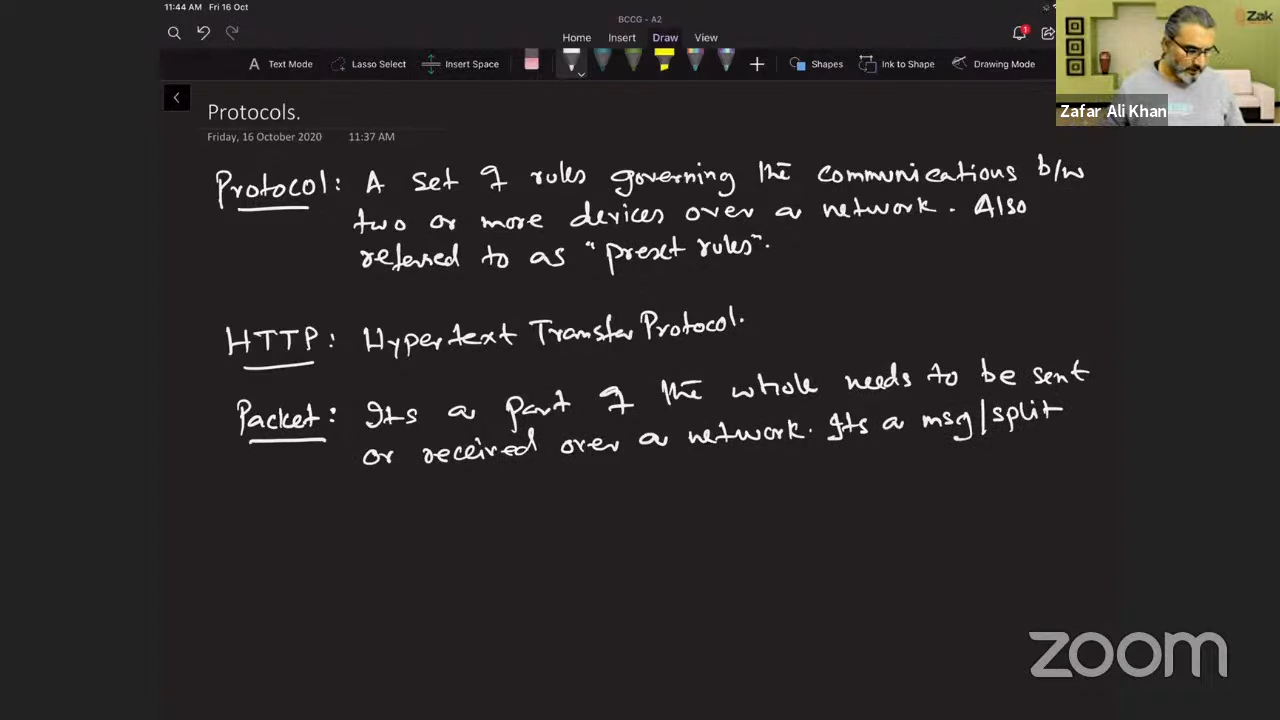 11:44 AM Fri 16 Oct
BCCG - A2
Home Insert Draw View
1
Text Mode Lasso Select Insert Space Shapes Ink to Shape Drawing Mode
Zak
Zafar Ali Khan
Protocols.
Friday, 16 October 2020 11:37 AM
Protocol: A set of rules governing the communications b/w
two or more devices over a network. Also
referred to as "preset rules".
HTTP: Hypertext Transfer Protocol.
Packet: Its a part of the whole needs to be sent
or received over a network. Its a msg/split
zoom